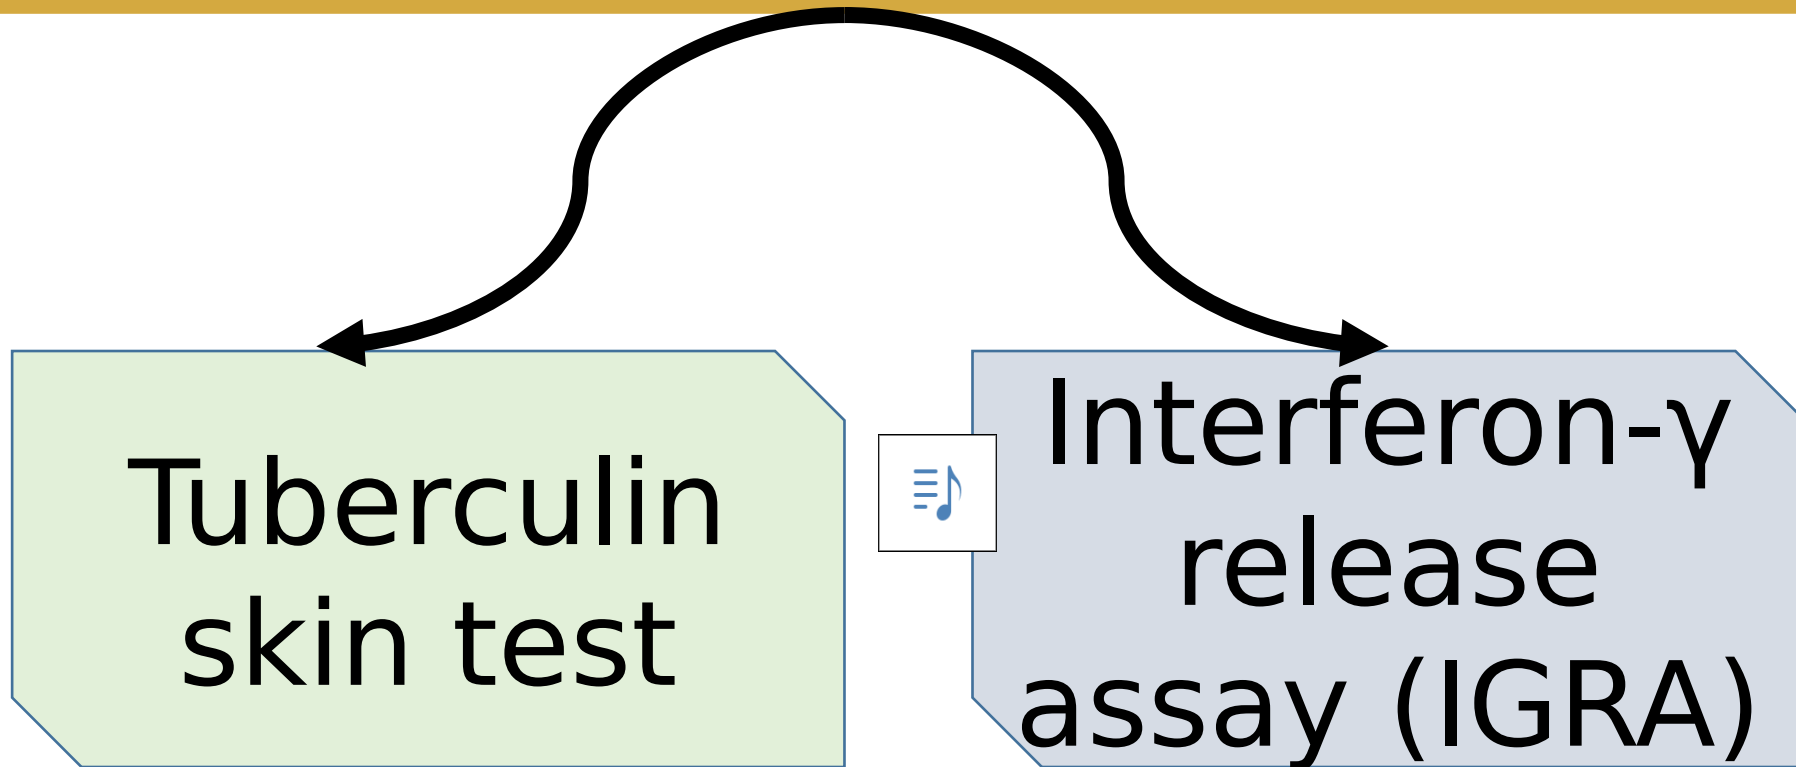 Tuberculin
skin test
Interferon-γ
release
assay (IGRA)